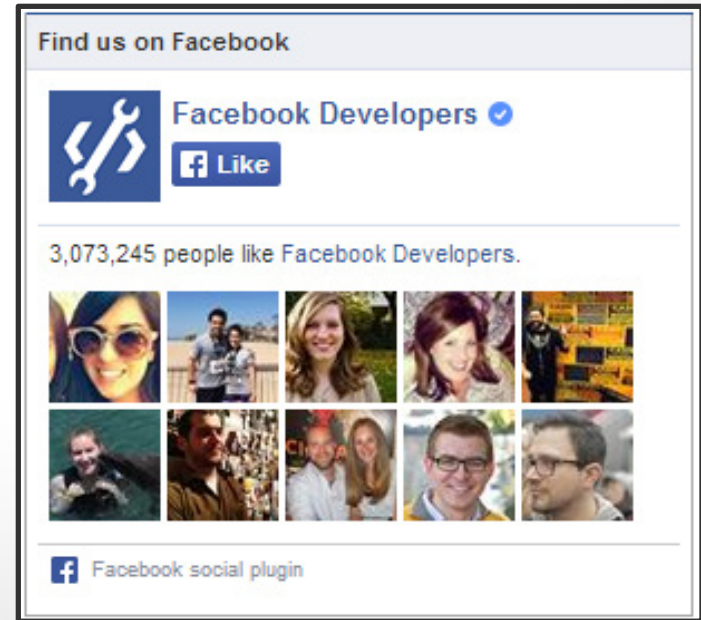 Find us on Facebook
Facebook Developers
Like
3,073,245 people like Facebook Developers.
Facebook social plugin